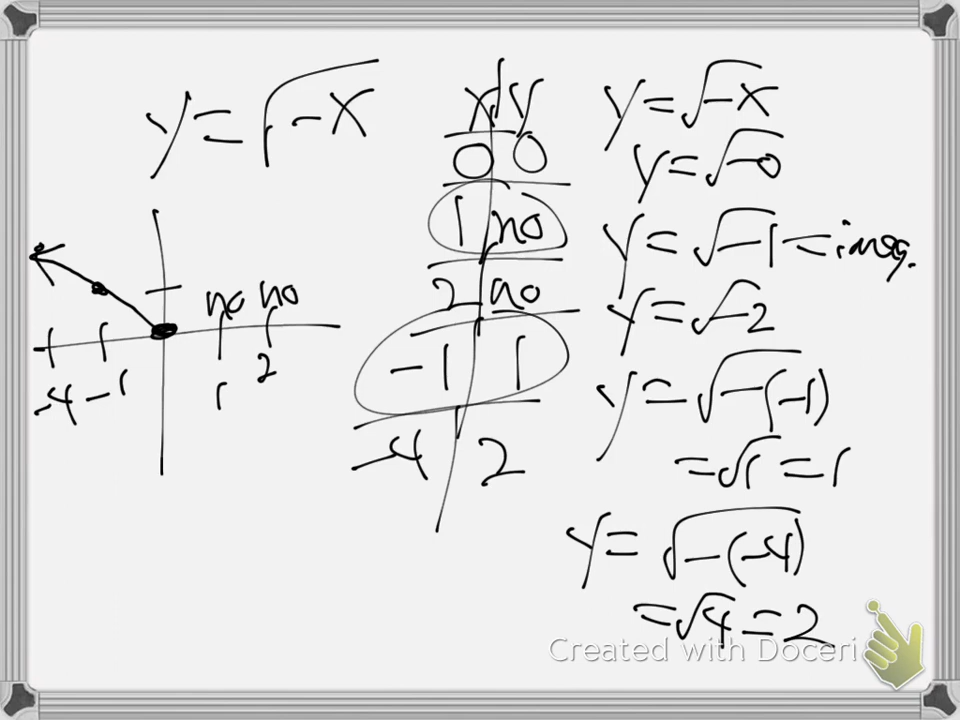 y = √-x
x y
0 0
1 no
2 no
-1 1
-4 2
no no
-4 -1 1 2
y = √-x
y = √-0
y = √-1 = imag.
y = √-2
y = √-(-1)
= √1 = 1
y = √-(-4)
= √4 = 2
Created with Doceri